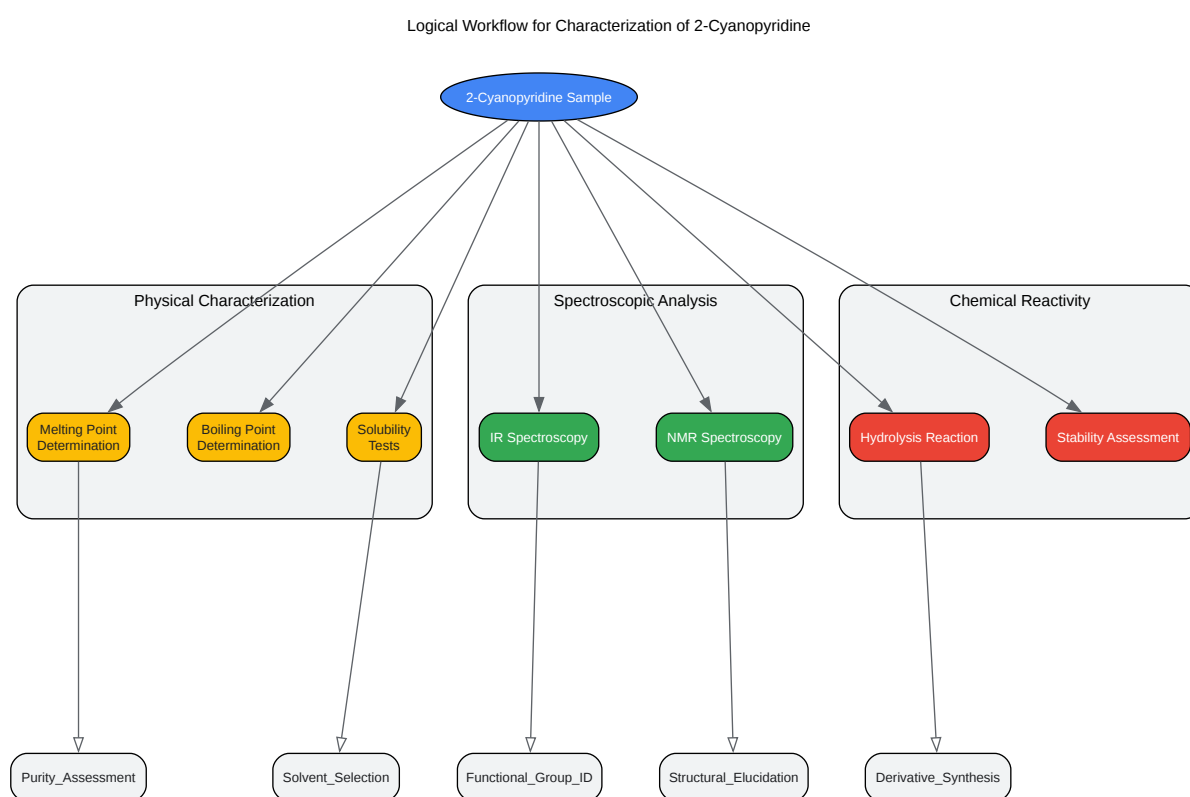 Logical Workflow for Characterization of 2-Cyanopyridine
2-Cyanopyridine Sample
Physical Characterization
Spectroscopic Analysis
Chemical Reactivity
Melting Point
Determination
Boiling Point
Determination
Solubility
Tests
IR Spectroscopy
NMR Spectroscopy
Hydrolysis Reaction
Stability Assessment
Purity_Assessment
Solvent_Selection
Functional_Group_ID
Structural_Elucidation
Derivative_Synthesis